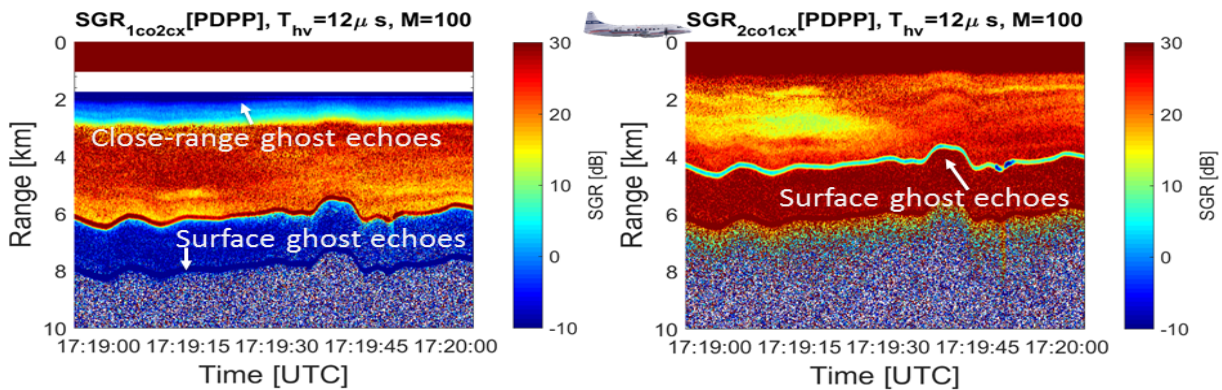 SGR1co2cx[PDPP], Thv=12μ s, M=100
Range [km]
0
2
4
6
8
10
Close-range ghost echoes
Surface ghost echoes
17:19:00 17:19:15 17:19:30 17:19:45 17:20:00
Time [UTC]
30
20
10
0
-10
SGR [dB]
SGR2co1cx[PDPP], Thv=12μ s, M=100
Range [km]
0
2
4
6
8
10
Surface ghost echoes
17:19:00 17:19:15 17:19:30 17:19:45 17:20:00
Time [UTC]
30
20
10
0
-10
SGR [dB]